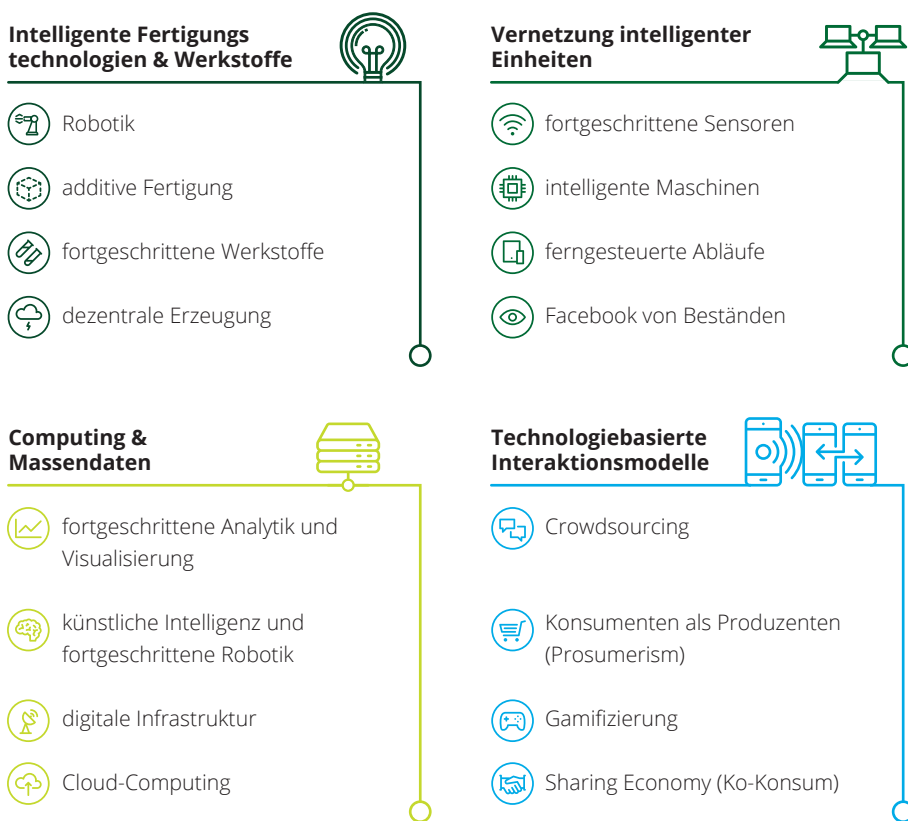 Intelligente Fertigungs
technologien & Werkstoffe
Robotik
additive Fertigung
fortgeschrittene Werkstoffe
dezentrale Erzeugung
Vernetzung intelligenter
Einheiten
fortgeschrittene Sensoren
intelligente Maschinen
ferngesteuerte Abläufe
Facebook von Beständen
Computing &
Massendaten
fortgeschrittene Analytik und
Visualisierung
künstliche Intelligenz und
fortgeschrittene Robotik
digitale Infrastruktur
Cloud-Computing
Technologiebasierte
Interaktionsmodelle
Crowdsourcing
Konsumenten als Produzenten
(Prosumerism)
Gamifizierung
Sharing Economy (Ko-Konsum)